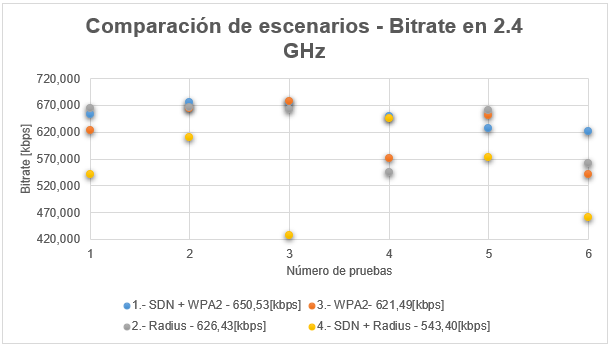 Comparación de escenarios - Bitrate en 2.4
GHz
720,000
670,000
620,000
570,000
520,000
470,000
420,000
Bitrate [kbps]
1 2 3 4 5 6
Número de pruebas
1.- SDN + WPA2 - 650,53[kbps] 3.- WPA2- 621,49[kbps]
2.- Radius - 626,43[kbps] 4.- SDN + Radius - 543,40[kbps]